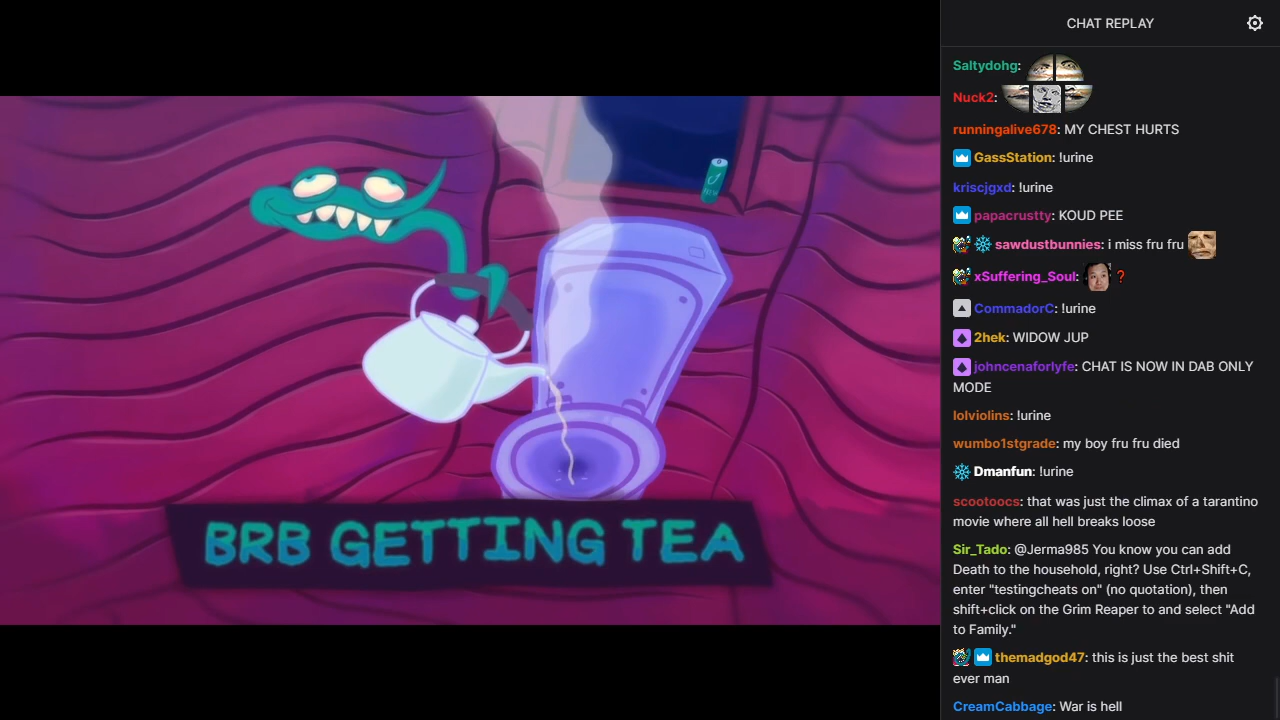 CHAT REPLAY
Saltydohg:
Nuck2:
runningalive678: MY CHEST HURTS
GassStation: !urine
kriscjgxd: !urine
papacrustty: KOUD PEE
sawdustbunnies: i miss fru fru
xSuffering_Soul: ?
CommadorC: !urine
2hek: WIDOW JUP
johncenaforlyfe: CHAT IS NOW IN DAB ONLY
MODE
lolviolins: !urine
wumbo1stgrade: my boy fru fru died
Dmanfun: !urine
scootoocs: that was just the climax of a tarantino
movie where all hell breaks loose
Sir_Tado: @Jerma985 You know you can add
Death to the household, right? Use Ctrl+Shift+C,
enter "testingcheats on" (no quotation), then
shift+click on the Grim Reaper to and select "Add
to Family."
themadgod47: this is just the best shit
ever man
CreamCabbage: War is hell
BRB GETTING TEA